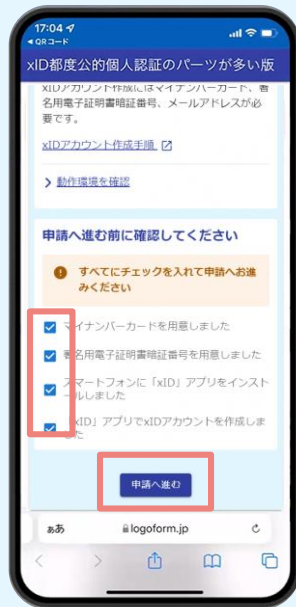 17:04
◀ QRコード
xID都度公的個人認証のパーツが多い版
xIDアカウント作成にはマイナンバーカード、署
名用電子証明書暗証番号、メールアドレスが必
要です。
xIDアカウント作成手順
動作環境を確認
申請へ進む前に確認してください
すべてにチェックを入れて申請へお進
みください
マイナンバーカードを用意しました
署名用電子証明書暗証番号を用意しました
スマートフォンに「xID」アプリをインスト
ールしました
「xID」アプリでxIDアカウントを作成しま
した
申請へ進む
ああ
logoform.jp